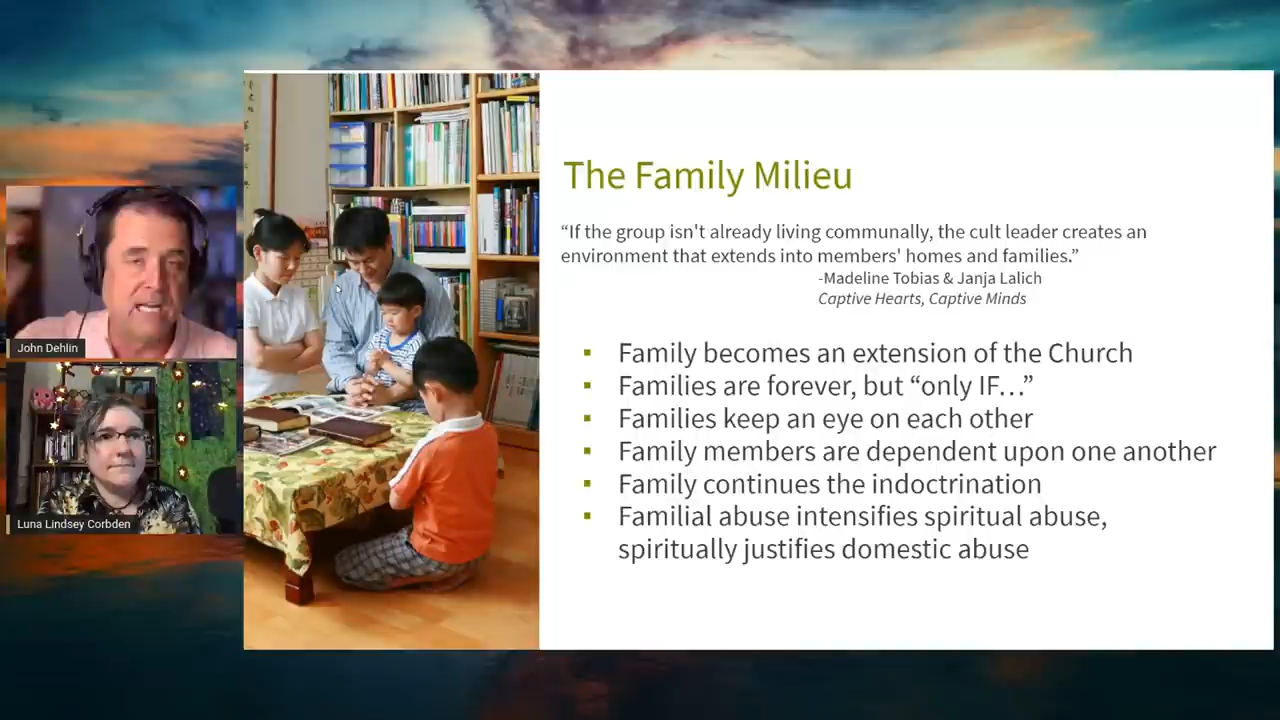 The Family Milieu
“If the group isn't already living communally, the cult leader creates an
environment that extends into members' homes and families.”
-Madeline Tobias & Janja Lalich
Captive Hearts, Captive Minds
▪ Family becomes an extension of the Church
▪ Families are forever, but “only IF…”
▪ Families keep an eye on each other
▪ Family members are dependent upon one another
▪ Family continues the indoctrination
▪ Familial abuse intensifies spiritual abuse,
spiritually justifies domestic abuse
John Dehlin
Luna Lindsey Corbden